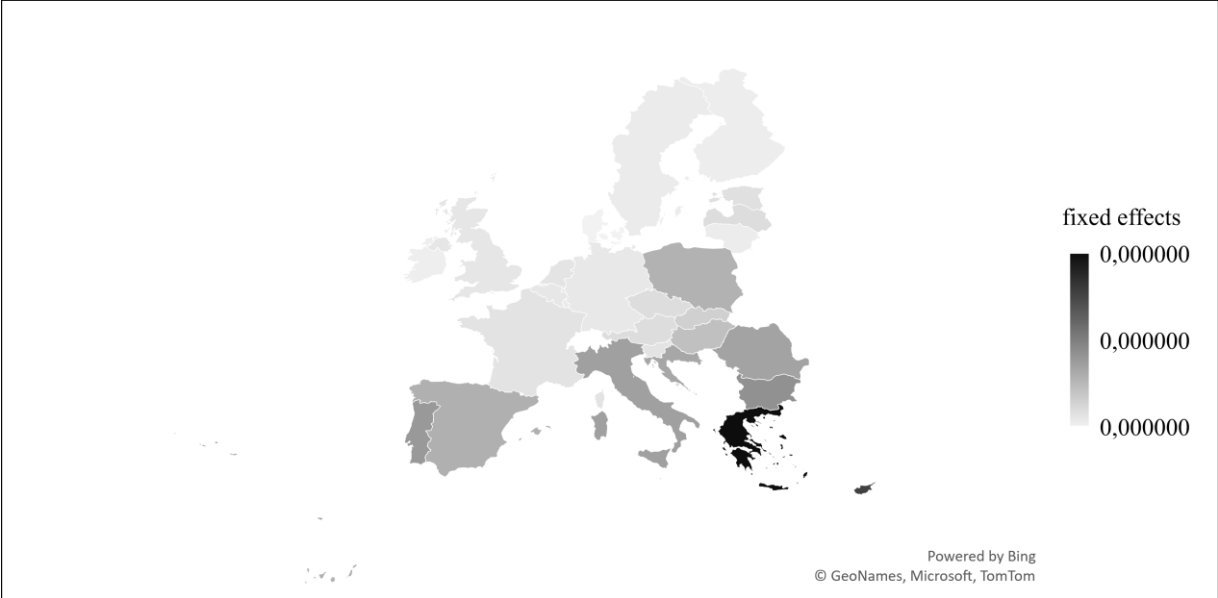 fixed effects
0,000000
0,000000
0,000000
Powered by Bing
© GeoNames, Microsoft, TomTom